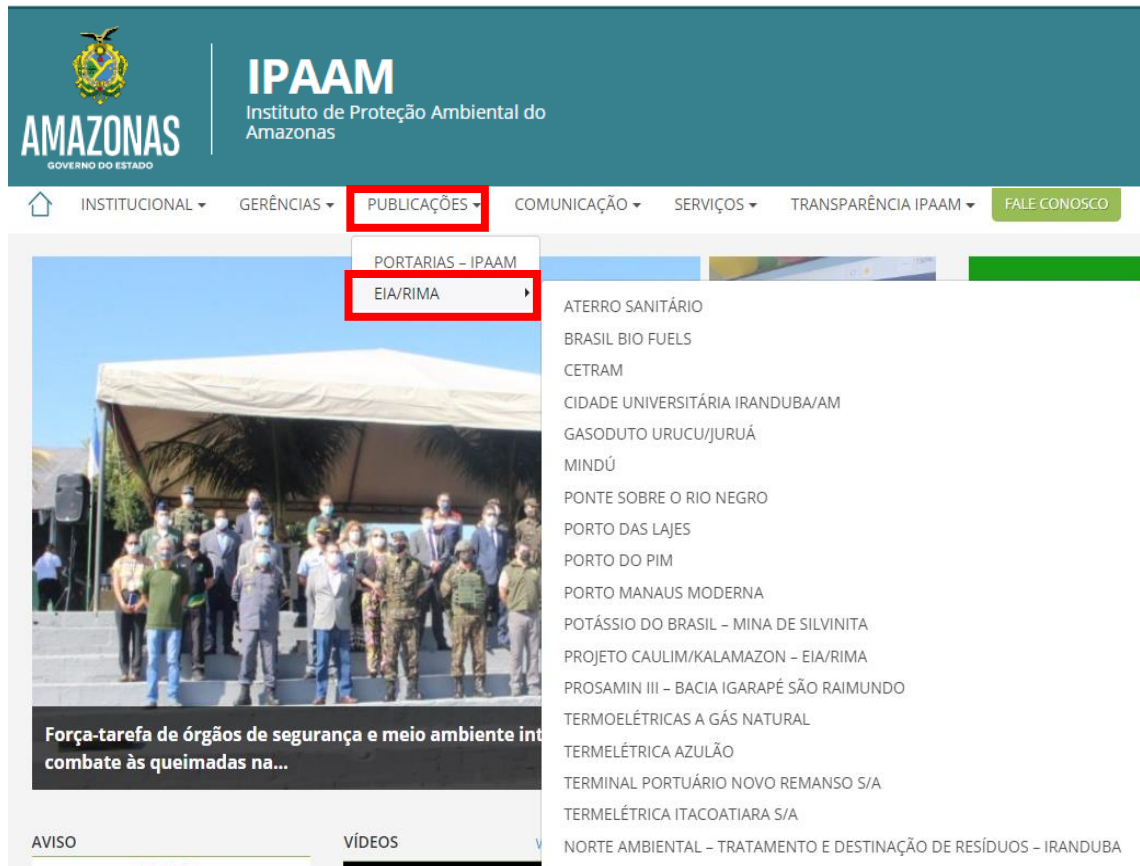 IPAAM
Instituto de Proteção Ambiental do
Amazonas
AMAZONAS
GOVERNO DO ESTADO
INSTITUCIONAL
GERÊNCIAS
PUBLICAÇÕES
COMUNICAÇÃO
SERVIÇOS
TRANSPARÊNCIA IPAAM
FALE CONOSCO
PORTARIAS – IPAAM
EIA/RIMA
ATERRO SANITÁRIO
BRASIL BIO FUELS
CETRAM
CIDADE UNIVERSITÁRIA IRANDUBA/AM
GASODUTO URUCU/JURUÁ
MINDÚ
PONTE SOBRE O RIO NEGRO
PORTO DAS LAJES
PORTO DO PIM
PORTO MANAUS MODERNA
POTÁSSIO DO BRASIL – MINA DE SILVINITA
PROJETO CAULIM/KALAMAZON – EIA/RIMA
PROSAMIN III – BACIA IGARAPÉ SÃO RAIMUNDO
TERMOELÉTRICAS A GÁS NATURAL
TERMELÉTRICA AZULÃO
TERMINAL PORTUÁRIO NOVO REMANSO S/A
TERMELÉTRICA ITACOATIARA S/A
NORTE AMBIENTAL – TRATAMENTO E DESTINAÇÃO DE RESÍDUOS – IRANDUBA
Força-tarefa de órgãos de segurança e meio ambiente int
combate às queimadas na...
AVISO
VÍDEOS
V